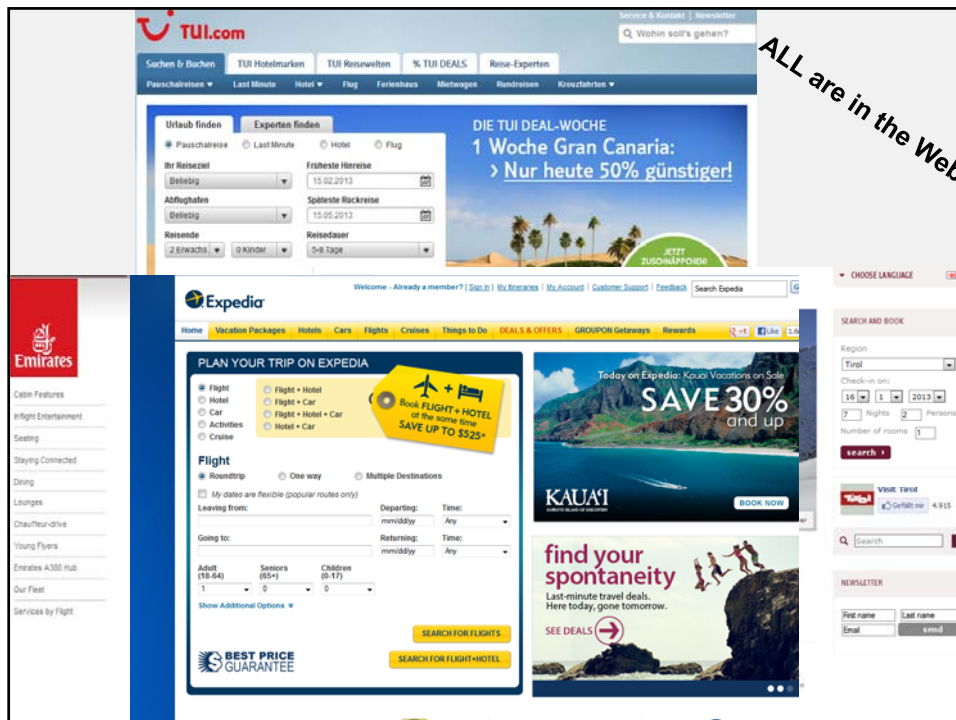 Service & Kontakt | Newsletter
TUI.com
Wohin soll's gehen?
ALL are in the Web
Suchen & Buchen TUI Hotelmarken TUI Reisewelten % TUI DEALS Reise-Experten
Pauschalreisen Last Minute Hotel Flug Ferienhaus Mietwagen Rundreisen Kreuzfahrten
Urlaub finden Experten finden
Pauschalreise Last Minute Hotel Flug
Ihr Reiseziel Früheste Hinreise
Beliebig 15.02.2013
Abflughafen Späteste Rückreise
Beliebig 15.05.2013
Reisende Reisedauer
2 Erwachs. 0 Kinder 5-8 Tage
DIE TUI DEAL-WOCHE
1 Woche Gran Canaria:
› Nur heute 50% günstiger!
JETZT
ZUSCHNAPPCHEN!
Emirates
Cabin Features
Inflight Entertainment
Seating
Staying Connected
Dining
Lounges
Chauffeur-drive
Young Flyers
Emirates A380 Hub
Our Fleet
Services by Flight
Welcome - Already a member? [ Sign in ] My Itineraries | My Account | Customer Support | Feedback Search Expedia G
Expedia
Home Vacation Packages Hotels Cars Flights Cruises Things to Do DEALS & OFFERS GROUPON Getaways Rewards +1 Like
PLAN YOUR TRIP ON EXPEDIA
Flight
Hotel
Car
Activities
Cruise
Flight + Hotel
Flight + Car
Flight + Hotel + Car
Hotel + Car
Book FLIGHT + HOTEL
at the same time
SAVE UP TO $525*
Flight
Roundtrip One way Multiple Destinations
My dates are flexible (popular routes only)
Leaving from: Departing: Time:
mm/dd/yy Any
Going to: Returning: Time:
mm/dd/yy Any
Adult Seniors Children
(18-64) (65+) (0-17)
1 0 0
Show Additional Options
SEARCH FOR FLIGHTS
SEARCH FOR FLIGHT+HOTEL
BEST PRICE
GUARANTEE
Today on Expedia: Kauai Vacations on Sale
SAVE 30%
and up
KAUA'I
BOOK NOW
find your
spontaneity
Last-minute travel deals.
Here today, gone tomorrow.
SEE DEALS
CHOOSE LANGUAGE
SEARCH AND BOOK
Region
Tirol
Check-in on:
16 1 2013
7 Nights 2 Persons
Number of rooms 1
search
Visit Tirol
Gefällt mir 4.915
Search
NEWSLETTER
First name Last name
Email send